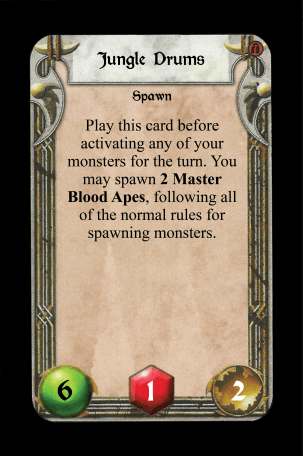 Jungle Drums
Spawn
Play this card before
activating any of your
monsters for the turn. You
may spawn 2 Master
Blood Apes, following all
of the normal rules for
spawning monsters.
6 1 2